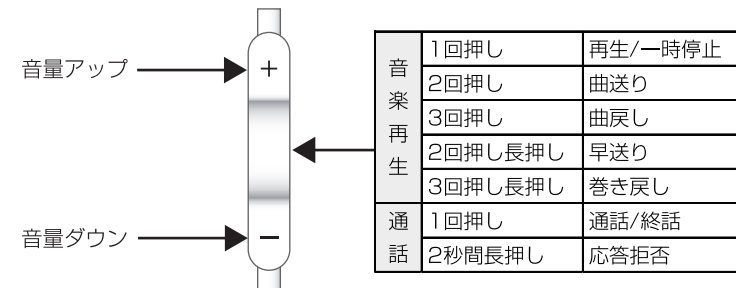 音量アップ
+
音量ダウン
−
音楽再生
1回押し 再生/一時停止
2回押し 曲送り
3回押し 曲戻し
2回押し長押し 早送り
3回押し長押し 巻き戻し
通話
1回押し 通話/終話
2秒間長押し 応答拒否